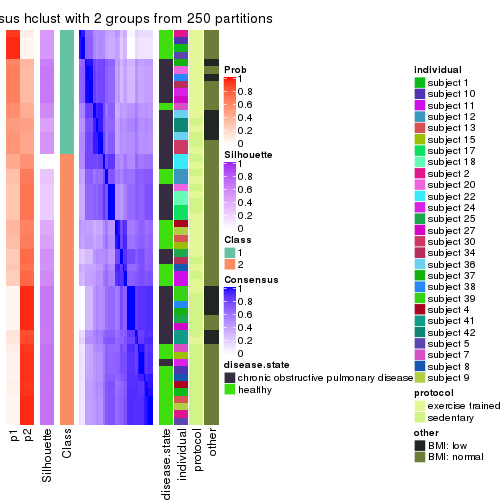 sus hclust with 2 groups from 250 partitions
Prob
1
0.8
0.6
0.4
0.2
0
Silhouette
1
0.8
0.6
0.4
0.2
0
Class
1
2
Consensus
1
0.8
0.6
0.4
0.2
0
disease.state
chronic obstructive pulmonary disease
healthy
individual
subject 1
subject 10
subject 11
subject 12
subject 13
subject 15
subject 17
subject 18
subject 2
subject 20
subject 22
subject 24
subject 25
subject 27
subject 30
subject 34
subject 36
subject 37
subject 38
subject 39
subject 4
subject 41
subject 42
subject 5
subject 7
subject 8
subject 9
protocol
exercise trained
sedentary
other
BMI: low
BMI: normal
p1
p2
Silhouette
Class
disease.state
individual
protocol
other